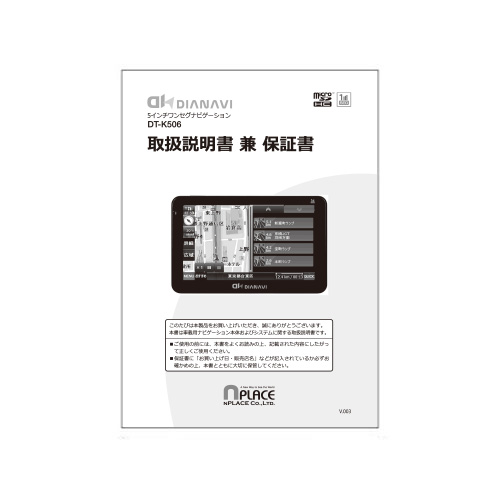 DIANAVI
micro SD HC
5インチワンセグナビゲーション
DT-K506
取扱説明書 兼 保証書
DIANAVI
このたびは本製品をお買い上げいただき、誠にありがとうございます。
本書は車載用ナビゲーション本体およびシステムに関する取扱説明書です。
■ご使用の前には、本書をよくお読みの上、記載された内容にしたがって正しくご使用ください。
■保証書に「お買い上げ日・販売店名」などが記入されているか必ずお確かめの上、本書とともに大切に保管してください。
nPLACE
nPLACE Co.,LTD.
V.003